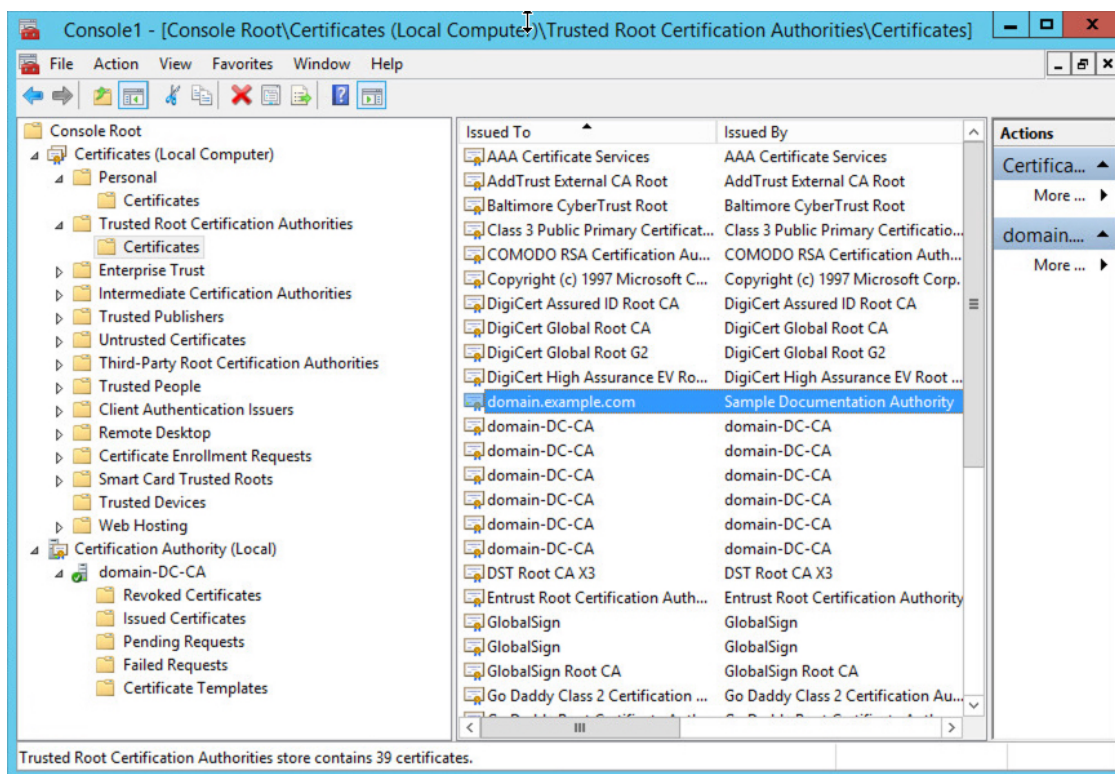 Console1 - [Console Root\Certificates (Local Computer)\Trusted Root Certification Authorities\Certificates]
File Action View Favorites Window Help
Console Root
Certificates (Local Computer)
Personal
Certificates
Trusted Root Certification Authorities
Certificates
Enterprise Trust
Intermediate Certification Authorities
Trusted Publishers
Untrusted Certificates
Third-Party Root Certification Authorities
Trusted People
Client Authentication Issuers
Remote Desktop
Certificate Enrollment Requests
Smart Card Trusted Roots
Trusted Devices
Web Hosting
Certification Authority (Local)
domain-DC-CA
Revoked Certificates
Issued Certificates
Pending Requests
Failed Requests
Certificate Templates
Issued To Issued By
AAA Certificate Services AAA Certificate Services
AddTrust External CA Root AddTrust External CA Root
Baltimore CyberTrust Root Baltimore CyberTrust Root
Class 3 Public Primary Certificat... Class 3 Public Primary Certificatio...
COMODO RSA Certification Au... COMODO RSA Certification Auth...
Copyright (c) 1997 Microsoft C... Copyright (c) 1997 Microsoft Corp.
DigiCert Assured ID Root CA DigiCert Assured ID Root CA
DigiCert Global Root CA DigiCert Global Root CA
DigiCert Global Root G2 DigiCert Global Root G2
DigiCert High Assurance EV Ro... DigiCert High Assurance EV Root ...
domain.example.com Sample Documentation Authority
domain-DC-CA domain-DC-CA
domain-DC-CA domain-DC-CA
domain-DC-CA domain-DC-CA
domain-DC-CA domain-DC-CA
domain-DC-CA domain-DC-CA
domain-DC-CA domain-DC-CA
DST Root CA X3 DST Root CA X3
Entrust Root Certification Auth... Entrust Root Certification Authority
GlobalSign GlobalSign
GlobalSign GlobalSign
GlobalSign Root CA GlobalSign Root CA
Go Daddy Class 2 Certification ... Go Daddy Class 2 Certification Au...
Actions
Certifica...
More ...
domain....
More ...
Trusted Root Certification Authorities store contains 39 certificates.